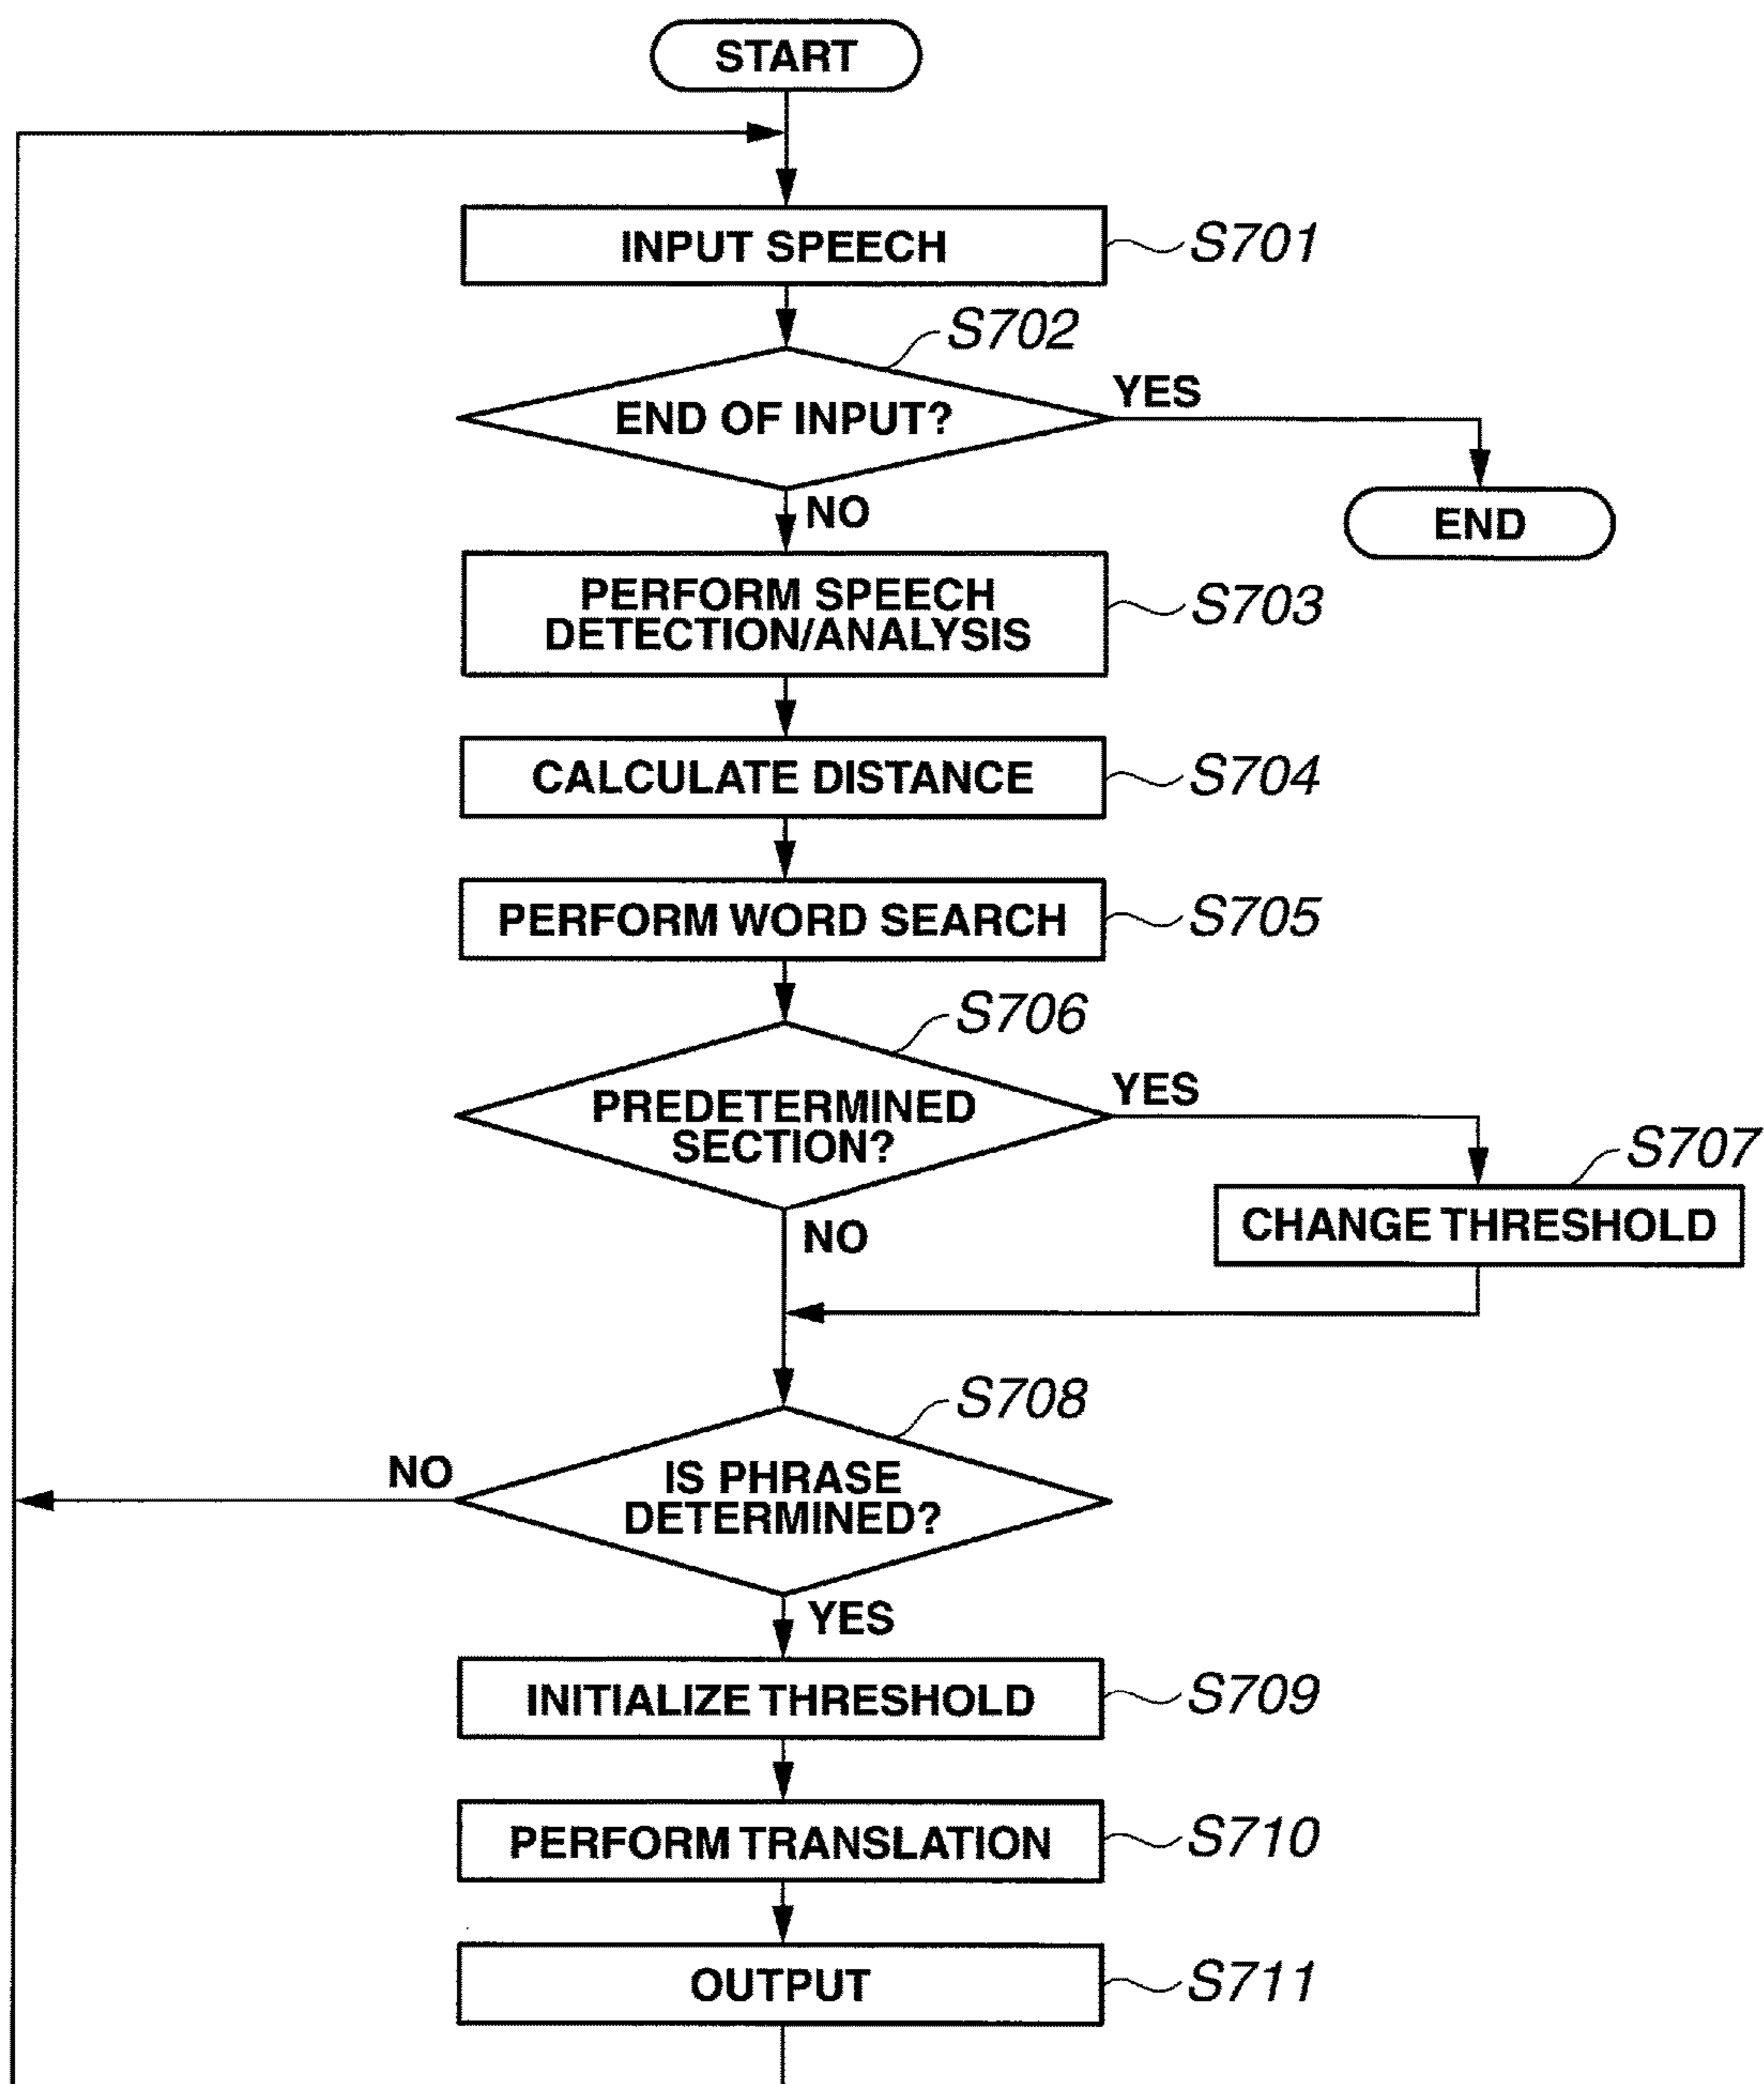 START
INPUT SPEECH
S701
S702
END OF INPUT?
YES
NO
END
PERFORM SPEECH
DETECTION/ANALYSIS
S703
CALCULATE DISTANCE
S704
PERFORM WORD SEARCH
S705
S706
PREDETERMINED
SECTION?
YES
NO
S707
CHANGE THRESHOLD
S708
IS PHRASE
DETERMINED?
NO
YES
INITIALIZE THRESHOLD
S709
PERFORM TRANSLATION
S710
OUTPUT
S711